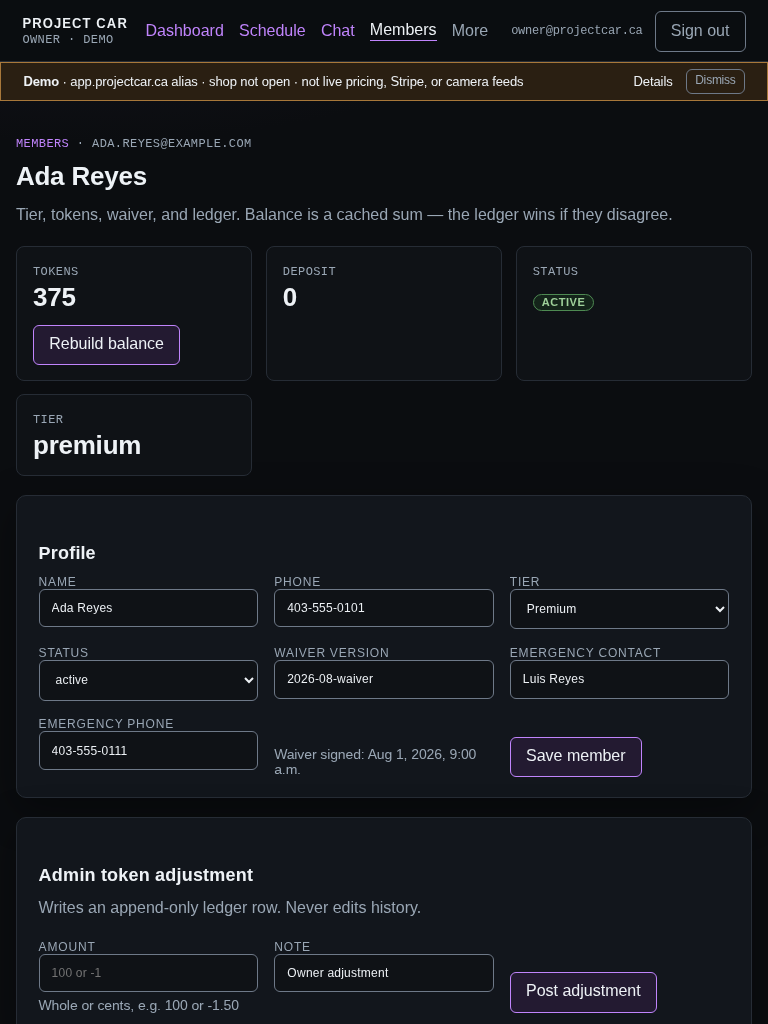 PROJECT CAR
OWNER · DEMO
Dashboard Schedule Chat Members More
owner@projectcar.ca
Sign out
Demo · app.projectcar.ca alias · shop not open · not live pricing, Stripe, or camera feeds
Details
Dismiss
MEMBERS · ADA.REYES@EXAMPLE.COM
Ada Reyes
Tier, tokens, waiver, and ledger. Balance is a cached sum — the ledger wins if they disagree.
TOKENS
375
Rebuild balance
DEPOSIT
0
STATUS
ACTIVE
TIER
premium
Profile
NAME
Ada Reyes
PHONE
403-555-0101
TIER
Premium
STATUS
active
WAIVER VERSION
2026-08-waiver
EMERGENCY CONTACT
Luis Reyes
EMERGENCY PHONE
403-555-0111
Waiver signed: Aug 1, 2026, 9:00
a.m.
Save member
Admin token adjustment
Writes an append-only ledger row. Never edits history.
AMOUNT
100 or -1
Whole or cents, e.g. 100 or -1.50
NOTE
Owner adjustment
Post adjustment